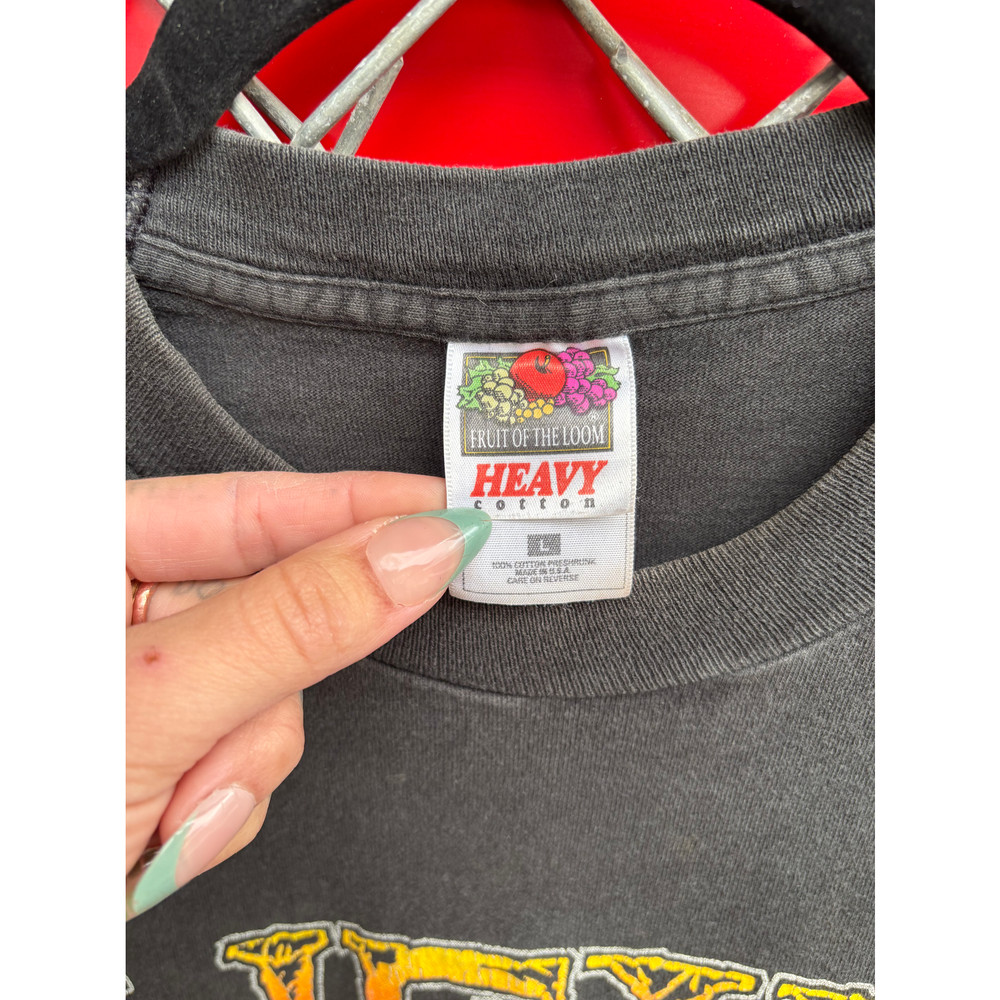 FRUIT OF THE LOOM
®
HEAVY
cotton
L
100% COTTON PRESHRUNK
MADE IN U.S.A.
CARE ON REVERSE